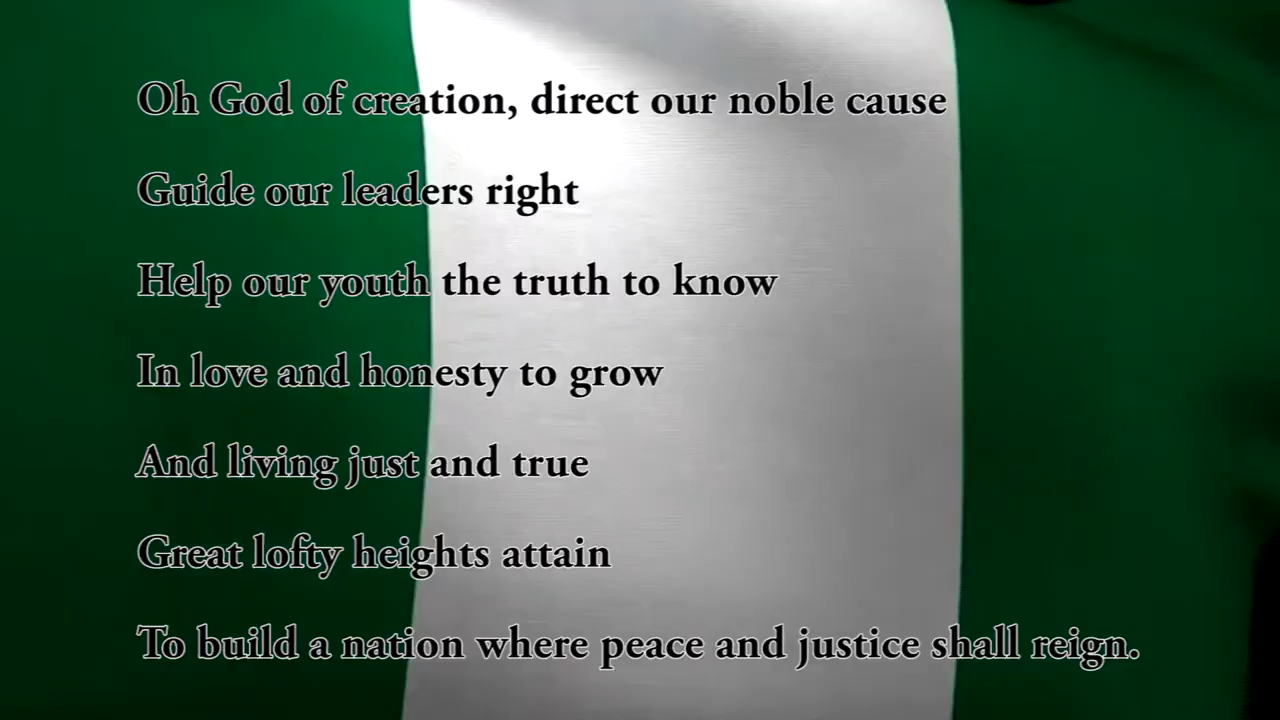 Oh God of creation, direct our noble cause
Guide our leaders right
Help our youth the truth to know
In love and honesty to grow
And living just and true
Great lofty heights attain
To build a nation where peace and justice shall reign.